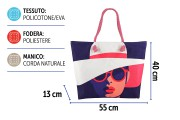 TESSUTO:
POLICOTONE/EVA
FODERA:
POLIESTERE
MANICO:
CORDA NATURALE
40 cm
13 cm
55 cm